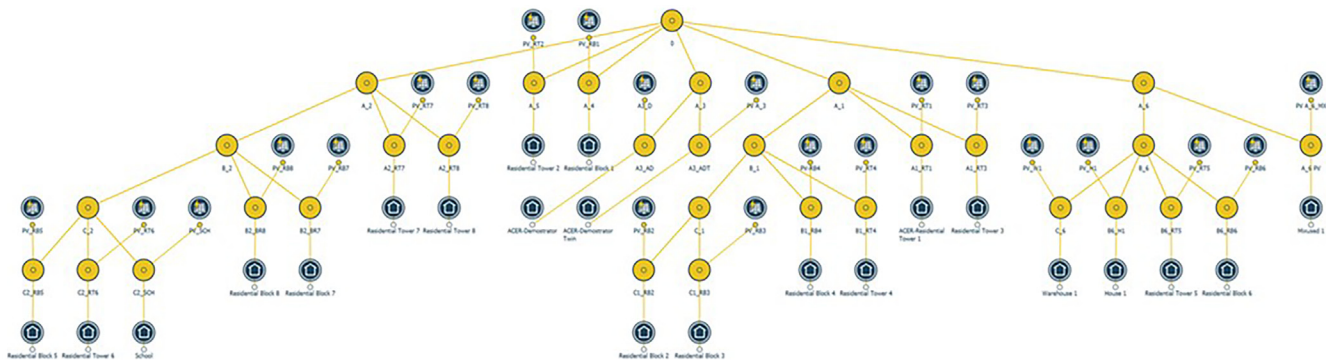 PV_RT2
PV_RB1
0
A_2
PV_RT7
PV_RT8
A_5
A_4
A3_D
A_3
PV A_3
A_1
PV_RT1
PV_RT3
A_6
PV A_6_MX
B_2
PV_RB8
PV_RB7
A2_RT7
A2_RT8
Residential Tower 2
Residential Block 1
A3_AD
A3_ADT
B_1
PV_RB4
PV_RT4
A1_RT1
A1_RT3
PV_H1
B_6
PV_RT5
PV_RB6
A_6 PV
PV_RB5
C_2
PV_RT6
PV_SCH
B2_BR8
B2_BR7
Residential Tower 7
Residential Tower 8
ACER-Demostrator
ACER-Demostrator
Twin
PV_RB2
C_1
PV_RB3
B1_RB4
B1_RT4
ACER-Residential
Tower 1
Residential Tower 3
C_6
B6_H1
B6_RT5
B6_RB6
Mixused 1
C2_RB5
C2_RT6
C2_SCH
Residential Block 8
Residential Block 7
C1_RB2
C1_RB3
Residential Block 4
Residential Tower 4
Warehouse 1
House 1
Residential Tower 5
Residential Block 6
Residential Block 5
Residential Tower 6
School
Residential Block 2
Residential Block 3